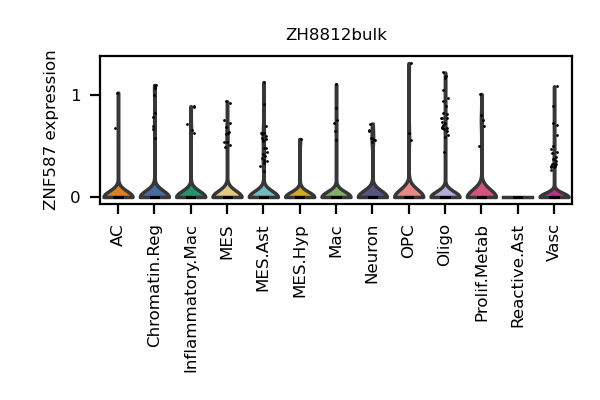 ZH8812bulk
ZNF587 expression
1
0
AC
Chromatin.Reg
Inflammatory.Mac
MES
MES.Ast
MES.Hyp
Mac
Neuron
OPC
Oligo
Prolif.Metab
Reactive.Ast
Vasc